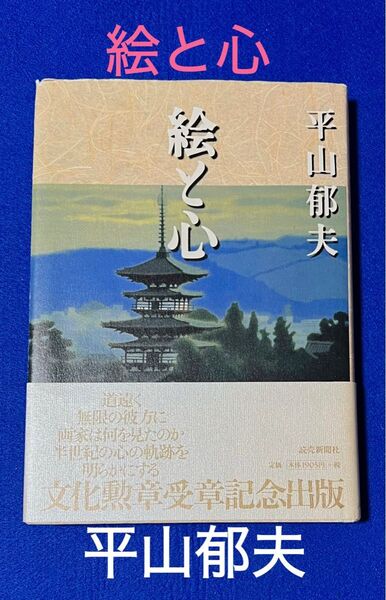 絵と心
平山郁夫
絵と心
道遠く
無限の彼方に
画家は何を見たのか
半世紀の心の軌跡を
明らかにする
文化勲章受章記念出版
読売新聞社
定価 本体1905円+税
平山郁夫